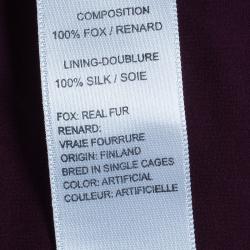 COMPOSITION
100% FOX / RENARD
LINING-DOUBLURE
100% SILK / SOIE
FOX: REAL FUR
RENARD:
VRAIE FOURRURE
ORIGIN: FINLAND
BRED IN SINGLE CAGES
COLOR: ARTIFICIAL
COULEUR: ARTIFICIELLE